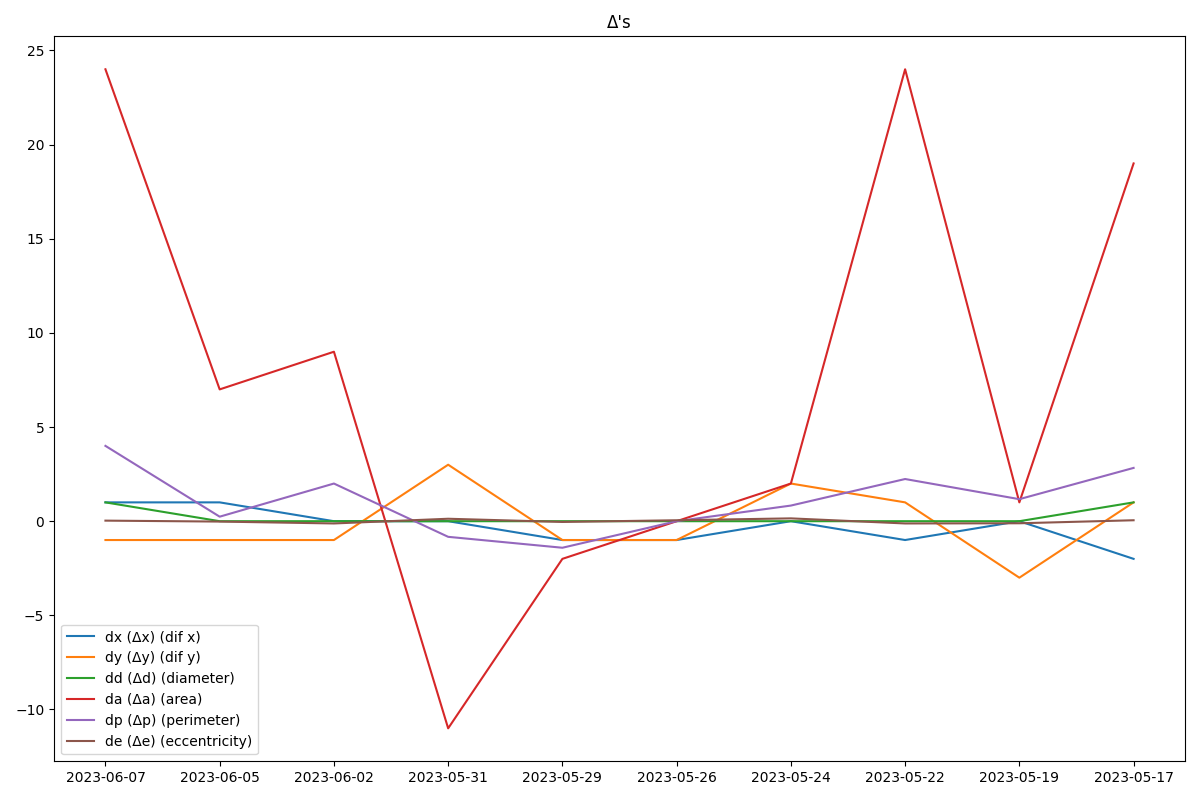 Δ's
25
20
15
10
5
0
−5
−10
dx (Δx) (dif x)
dy (Δy) (dif y)
dd (Δd) (diameter)
da (Δa) (area)
dp (Δp) (perimeter)
de (Δe) (eccentricity)
2023-06-07 2023-06-05 2023-06-02 2023-05-31 2023-05-29 2023-05-26 2023-05-24 2023-05-22 2023-05-19 2023-05-17